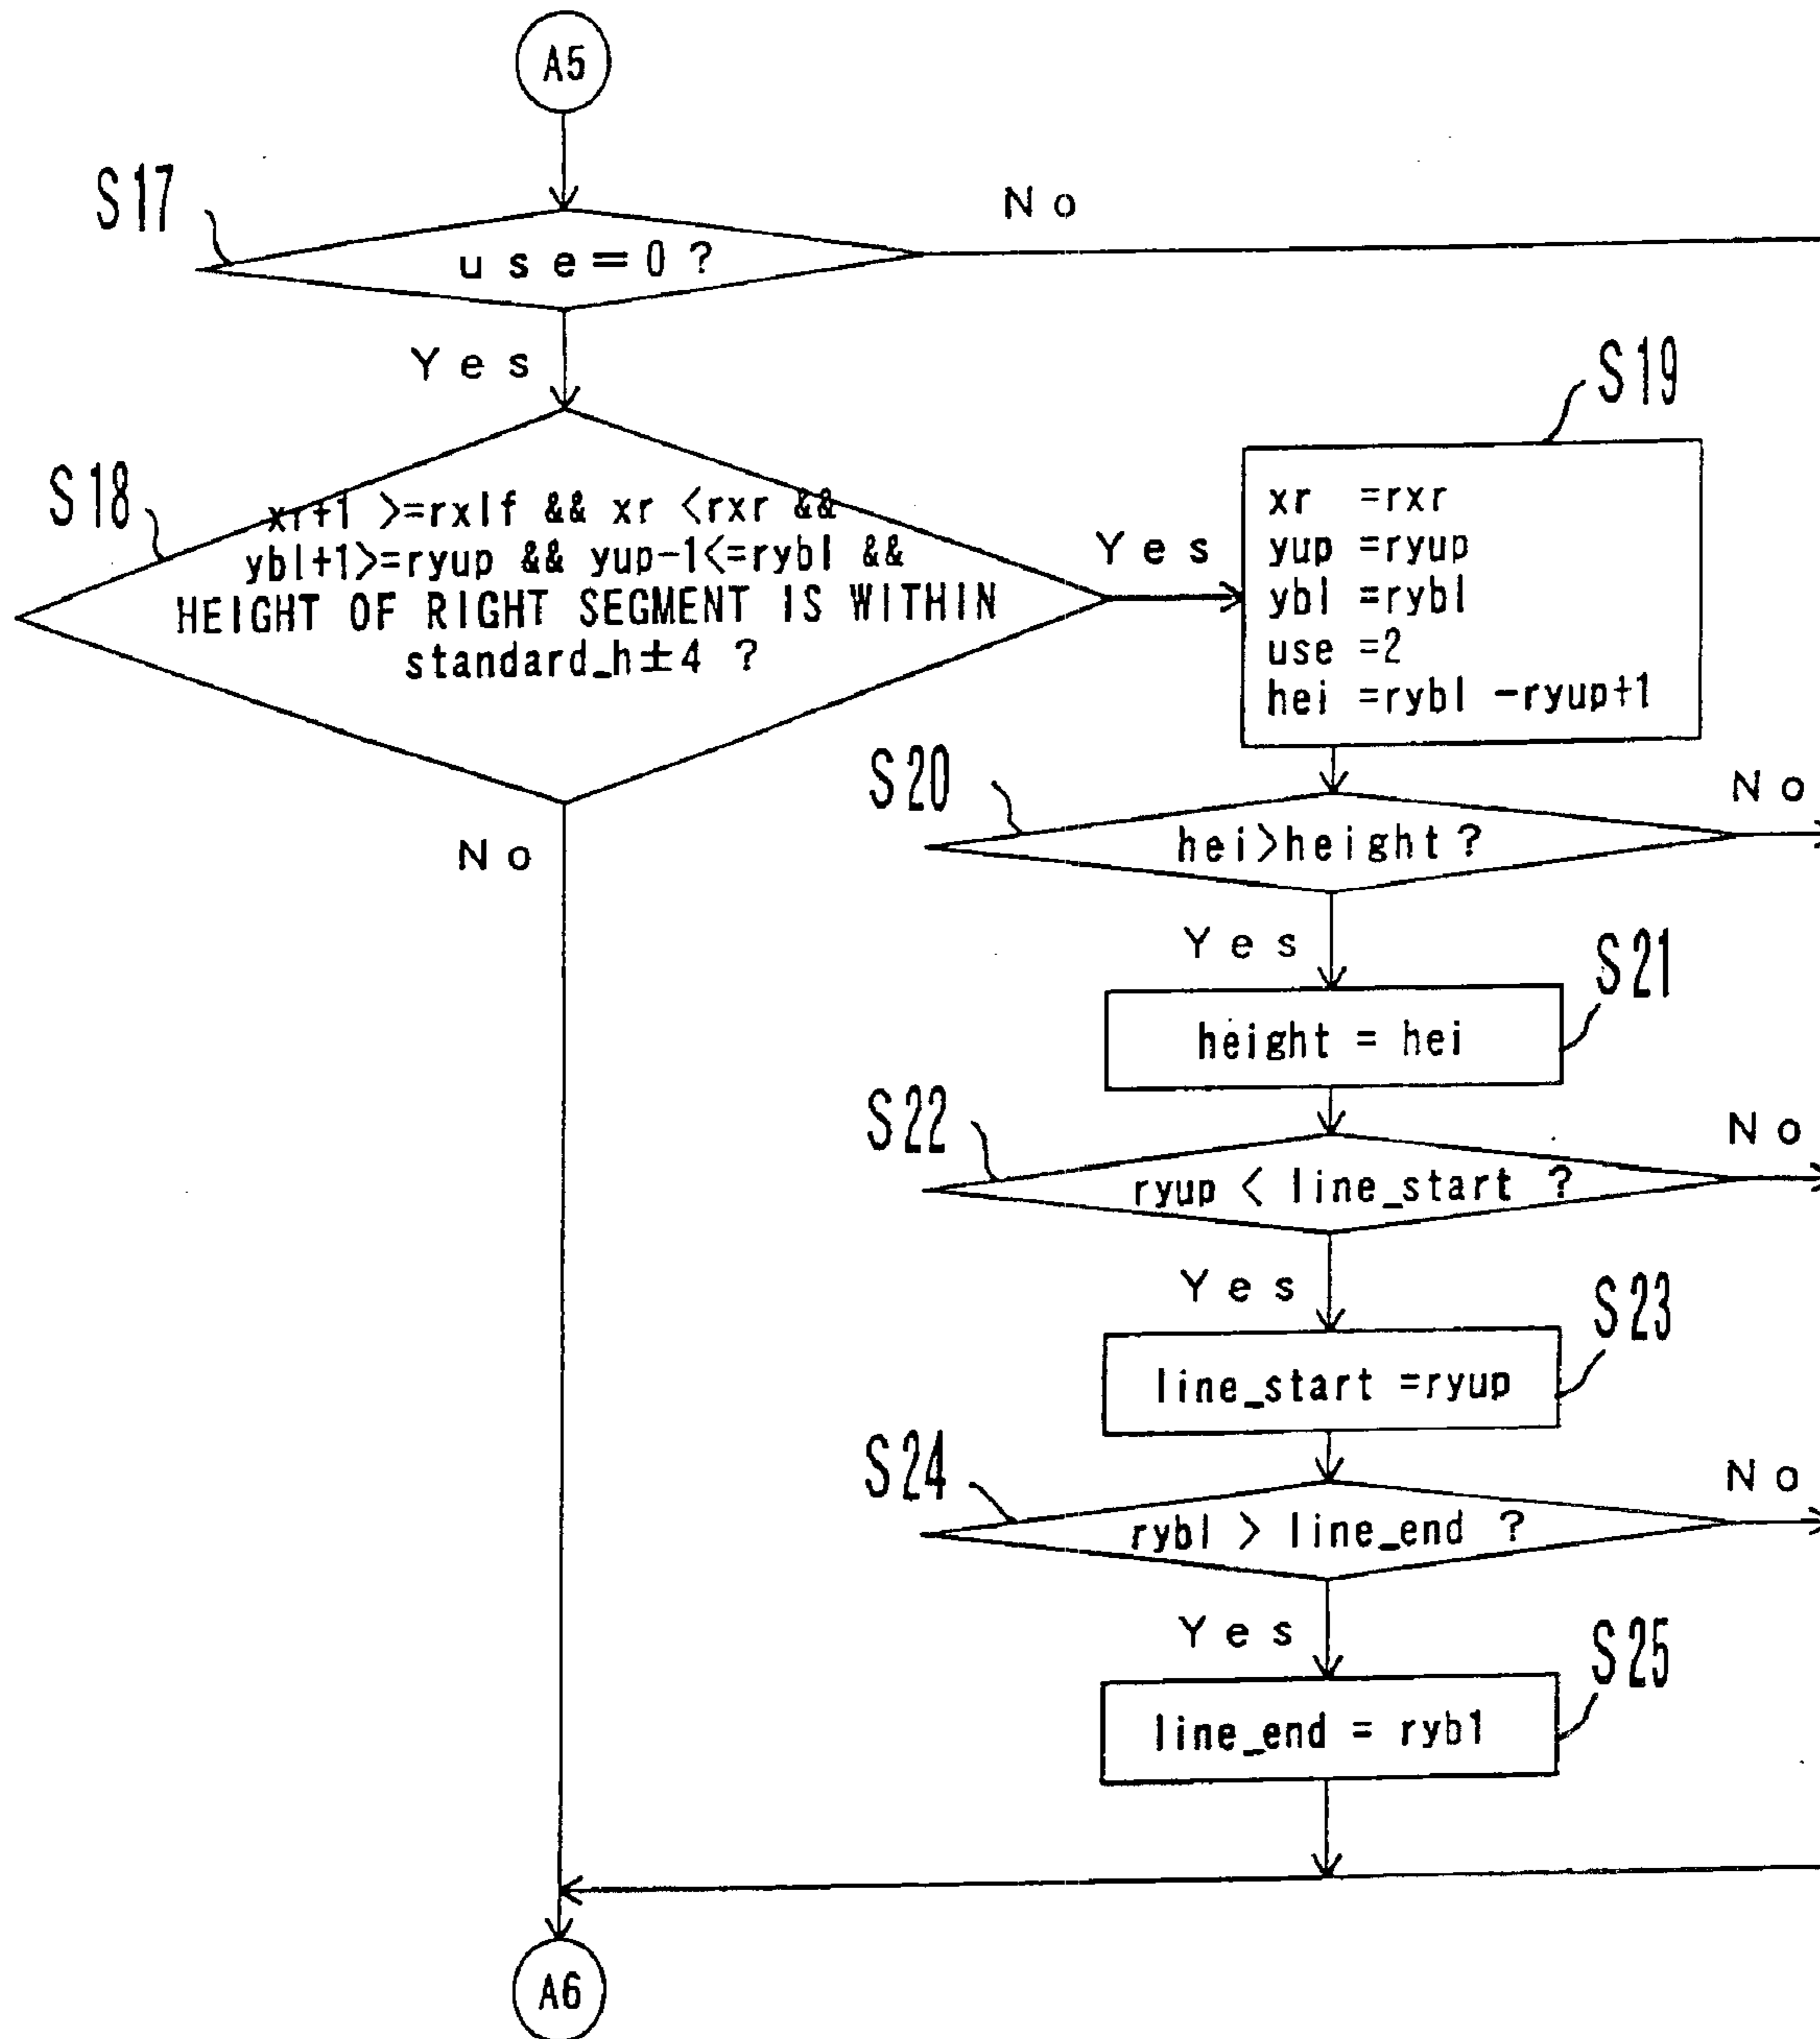 A5
S17
No
use=0 ?
Yes
S18
xr+1 >=rxlf && xr <rxr &&
ybl+1>=ryup && yup-1<=rybl &&
HEIGHT OF RIGHT SEGMENT IS WITHIN
standard_h±4 ?
Yes
No
S19
xr =rxr
yup =ryup
ybl =rybl
use =2
hei =rybl -ryup+1
S20
hei>height?
No
Yes
S21
height = hei
S22
ryup < line_start ?
No
Yes
S23
line_start =ryup
S24
rybl > line_end ?
No
Yes
S25
line_end = ryb1
A6